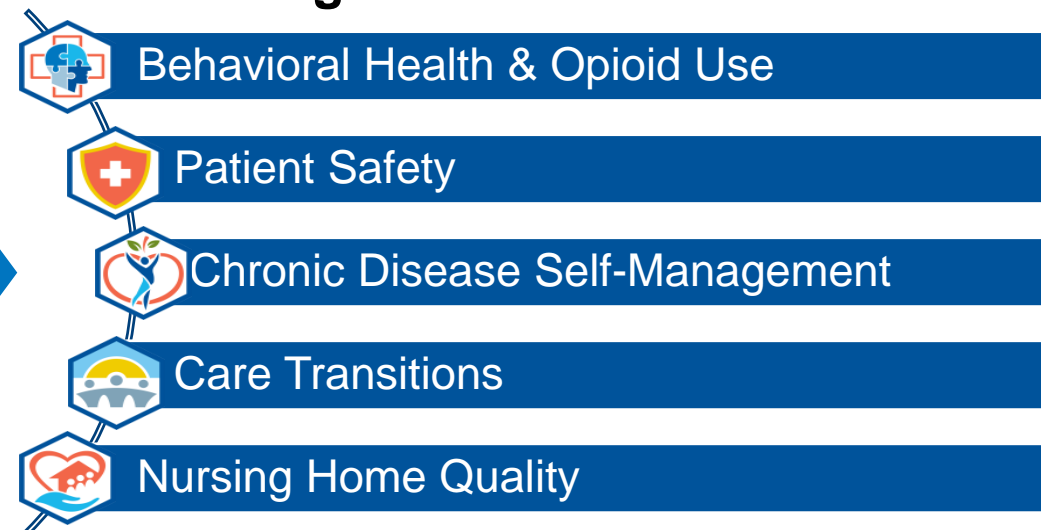 Behavioral Health & Opioid Use
Patient Safety
Chronic Disease Self-Management
Care Transitions
Nursing Home Quality